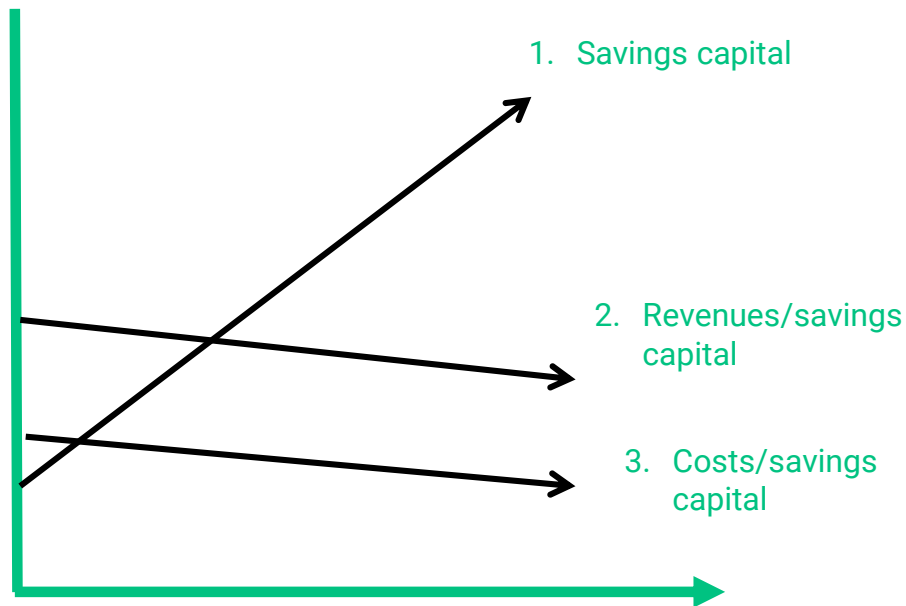 1. Savings capital
2. Revenues/savings
capital
3. Costs/savings
capital